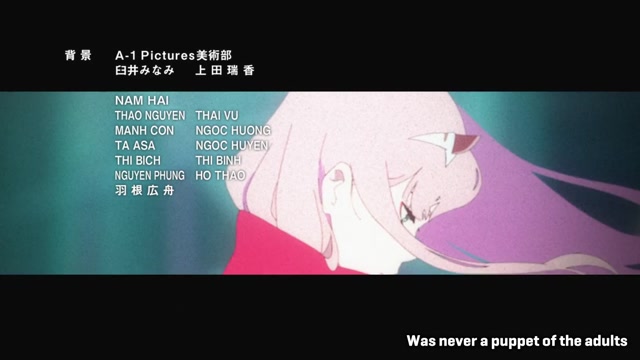 背景 A-1 Pictures美術部
臼井みなみ 上田瑞香
NAM HAI
THAO NGUYEN THAI VU
MANH CON NGOC HUONG
TA ASA NGOC HUYEN
THI BICH THI BINH
NGUYEN PHUNG HO THAO
羽根広舟
Was never a puppet of the adults